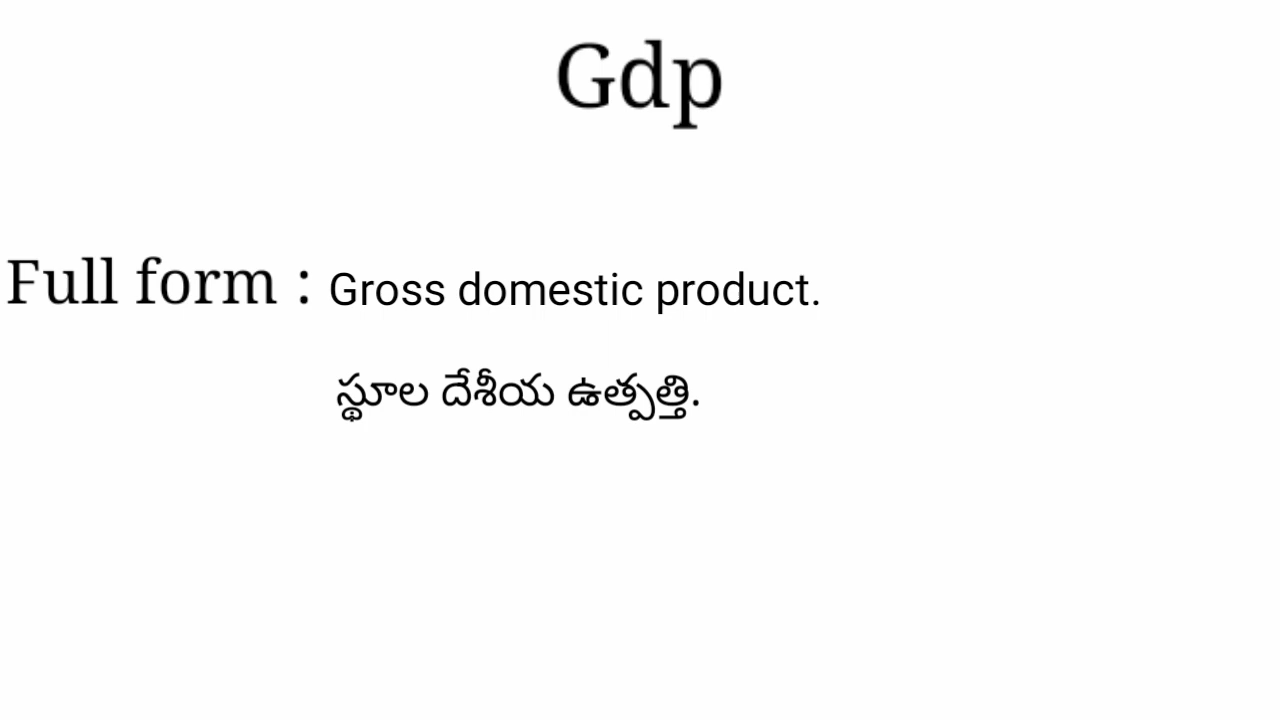 Gdp
Full form : Gross domestic product.
స్థూల దేశీయ ఉత్పత్తి.